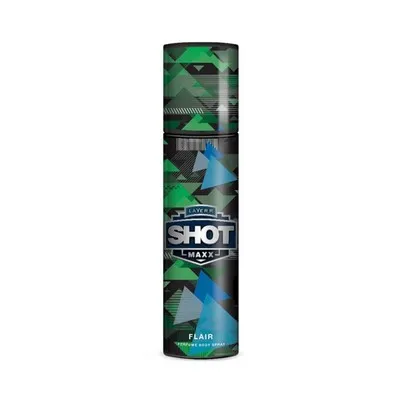 LAYER'R
SHOT
MAXX
FLAIR
PERFUME BODY SPRAY